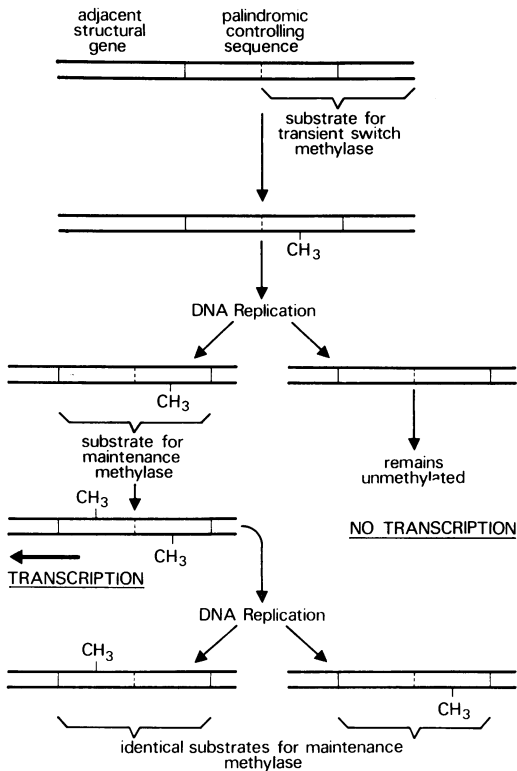 adjacent
structural
gene
palindromic
controlling
sequence
substrate for
transient switch
methylase
CH3
DNA Replication
CH3
substrate for
maintenance
methylase
remains
unmethylated
CH3
NO TRANSCRIPTION
CH3
TRANSCRIPTION
DNA Replication
CH3
CH3
identical substrates for maintenance
methylase